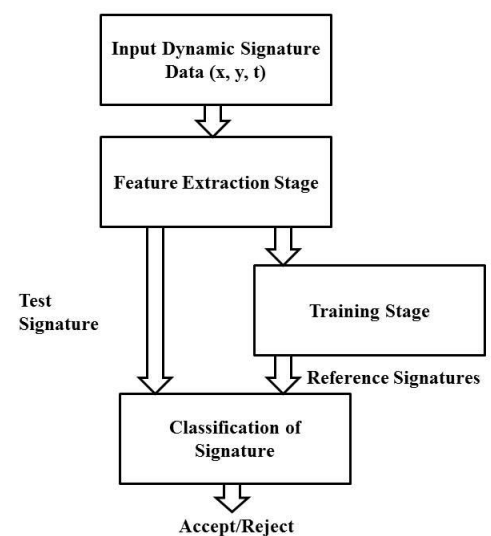 Input Dynamic Signature
Data (x, y, t)
Feature Extraction Stage
Test
Signature
Training Stage
Reference Signatures
Classification of
Signature
Accept/Reject